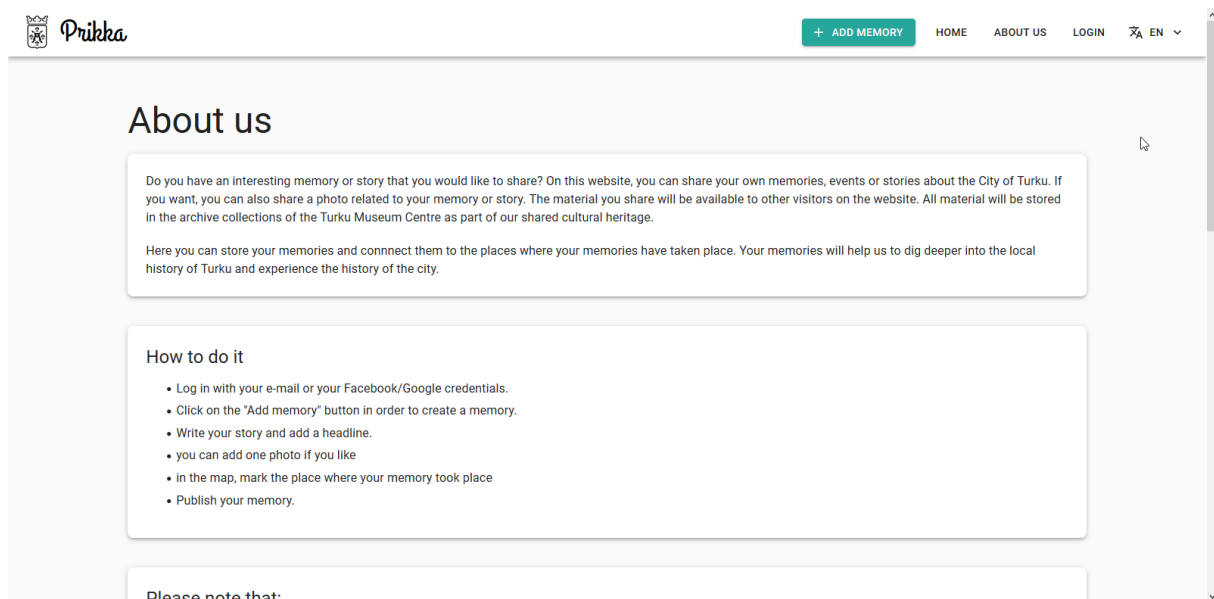 Prikka
+ ADD MEMORY
HOME
ABOUT US
LOGIN
EN
About us
Do you have an interesting memory or story that you would like to share? On this website, you can share your own memories, events or stories about the City of Turku. If
you want, you can also share a photo related to your memory or story. The material you share will be available to other visitors on the website. All material will be stored
in the archive collections of the Turku Museum Centre as part of our shared cultural heritage.
Here you can store your memories and connnect them to the places where your memories have taken place. Your memories will help us to dig deeper into the local
history of Turku and experience the history of the city.
How to do it
• Log in with your e-mail or your Facebook/Google credentials.
• Click on the "Add memory" button in order to create a memory.
• Write your story and add a headline.
• you can add one photo if you like
• in the map, mark the place where your memory took place
• Publish your memory.
Please note that: